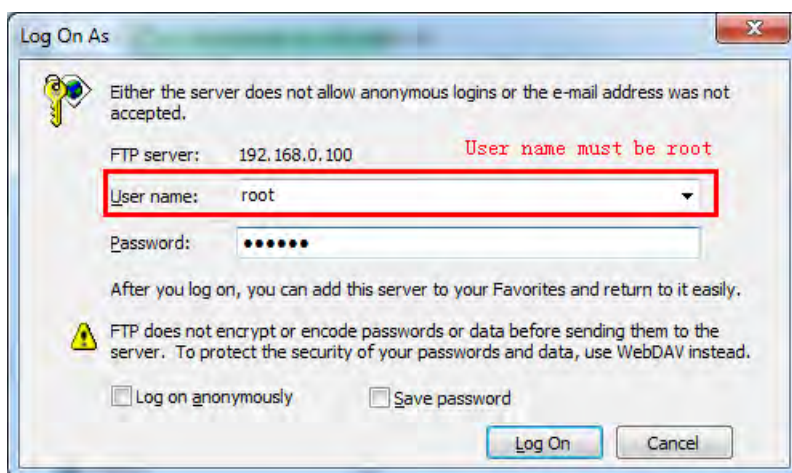 Log On As
Either the server does not allow anonymous logins or the e-mail address was not
accepted.
FTP server: 192.168.0.100 User name must be root
User name: root
Password: ●●●●●●
After you log on, you can add this server to your Favorites and return to it easily.
FTP does not encrypt or encode passwords or data before sending them to the
server. To protect the security of your passwords and data, use WebDAV instead.
Log on anonymously Save password
Log On Cancel